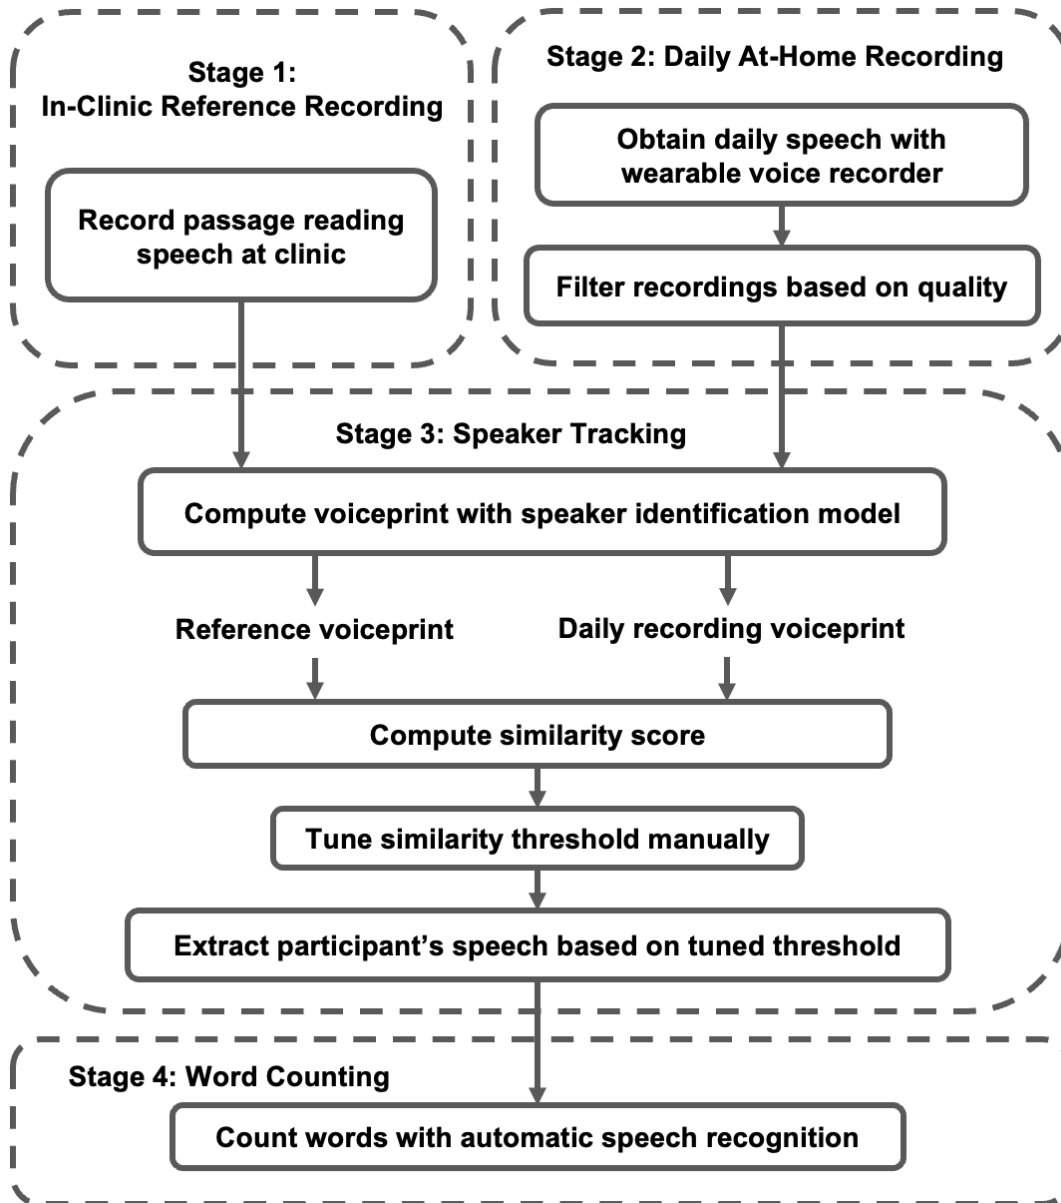 Stage 1:
In-Clinic Reference Recording
Record passage reading
speech at clinic
Stage 2: Daily At-Home Recording
Obtain daily speech with
wearable voice recorder
Filter recordings based on quality
Stage 3: Speaker Tracking
Compute voiceprint with speaker identification model
Reference voiceprint
Daily recording voiceprint
Compute similarity score
Tune similarity threshold manually
Extract participant’s speech based on tuned threshold
Stage 4: Word Counting
Count words with automatic speech recognition